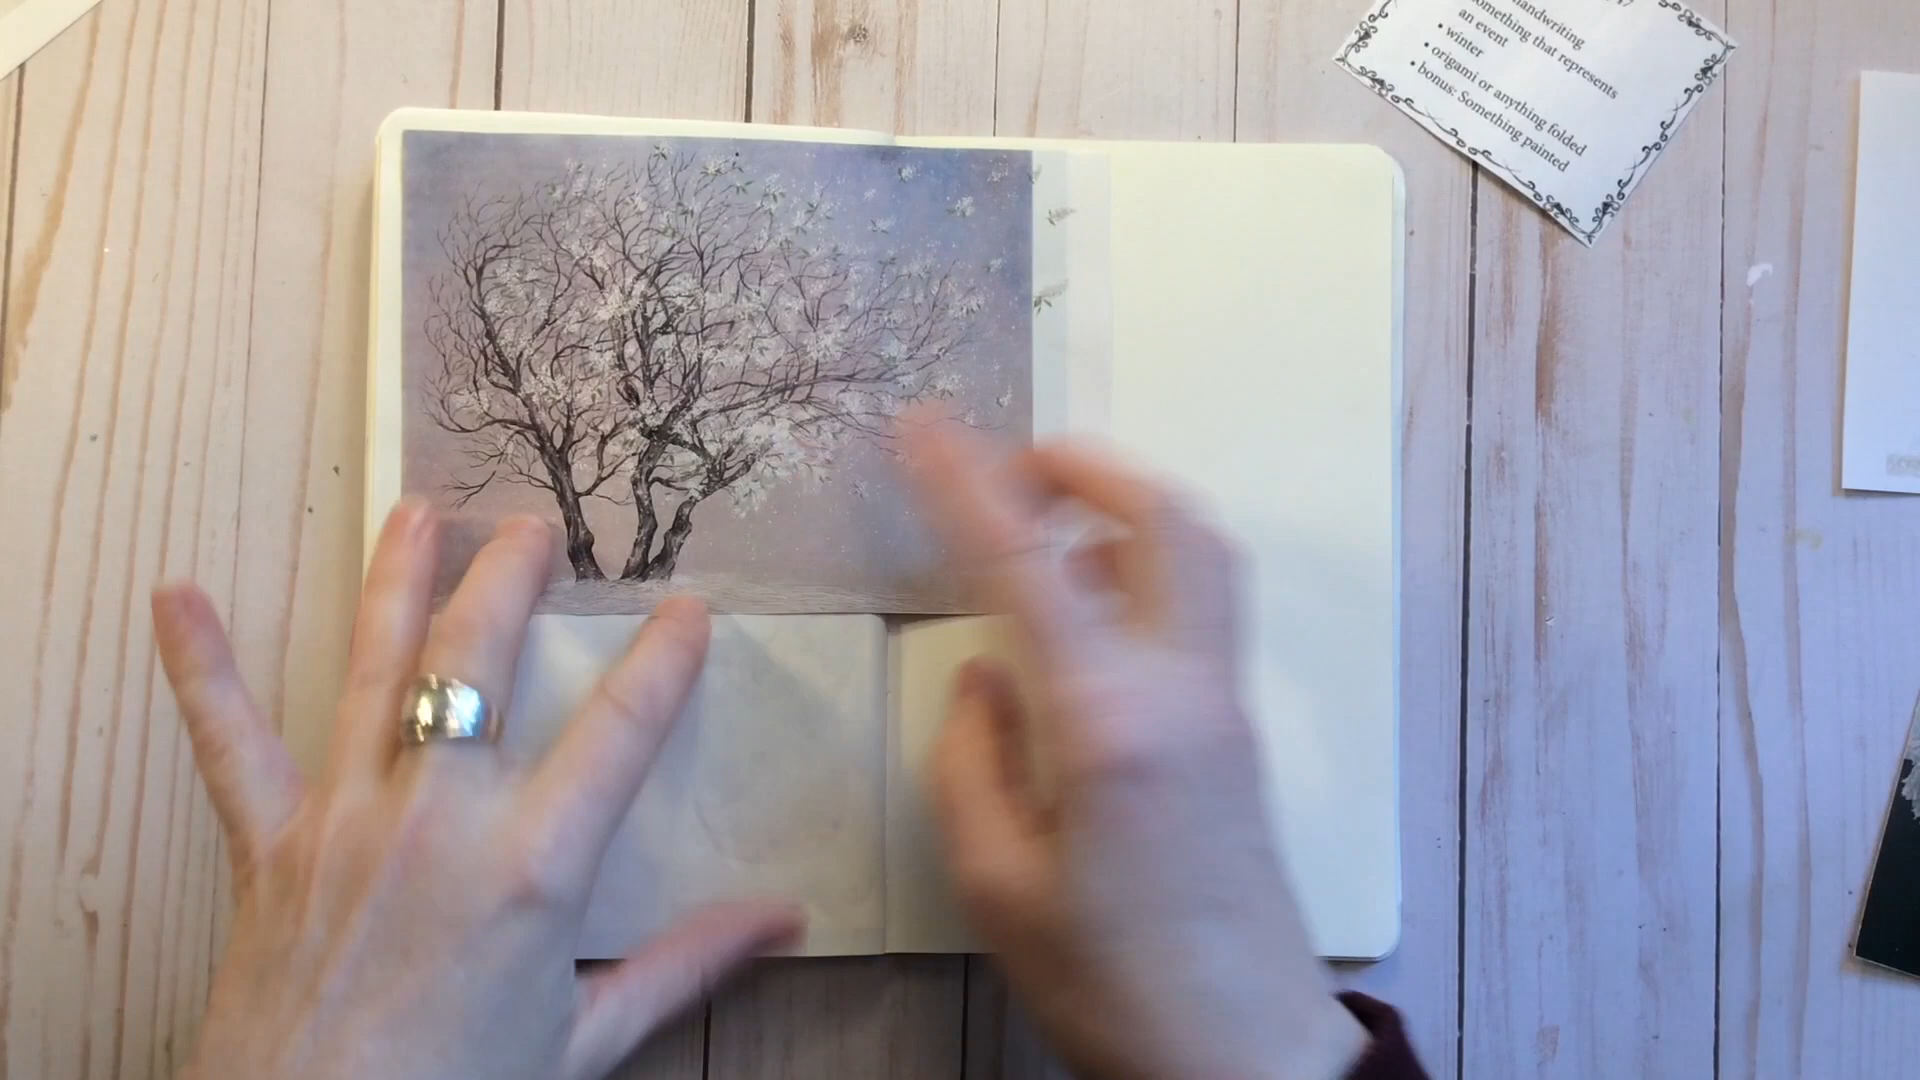 handwriting
something that represents
an event
• winter
• origami or anything folded
• bonus: Something painted